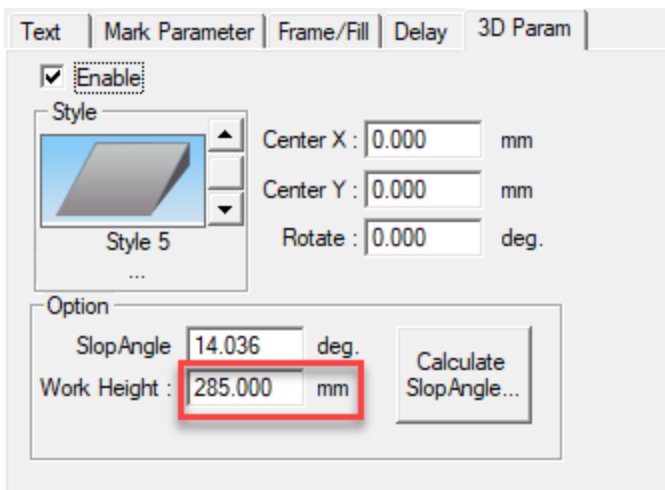 Text Mark Parameter Frame/Fill Delay 3D Param
Enable
Style
Style 5
...
Center X : 0.000 mm
Center Y : 0.000 mm
Rotate : 0.000 deg.
Option
SlopAngle 14.036 deg.
Work Height : 285.000 mm
Calculate
SlopAngle...